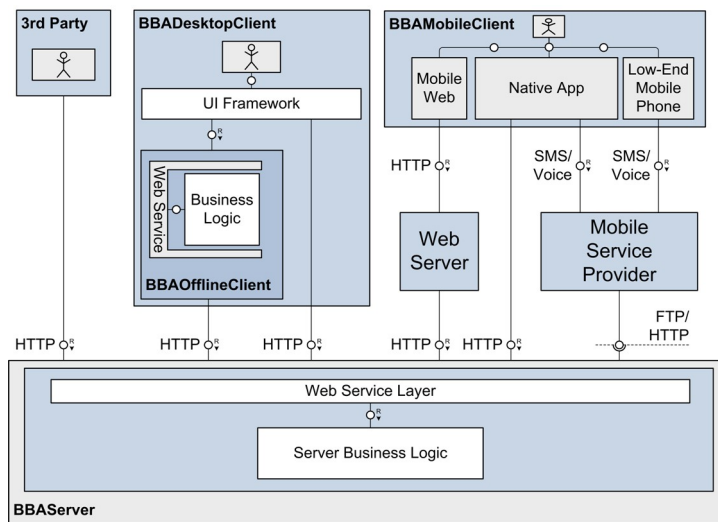 3rd Party
BBADesktopClient
BBAMobileClient
Mobile
Web
Native App
Low-End
Mobile
Phone
UI Framework
R
R
HTTP
SMS/
Voice
R
SMS/
Voice
R
Web Service
Business
Logic
BBAOfflineClient
Web
Server
Mobile
Service
Provider
FTP/
HTTP
HTTP
R
HTTP
R
HTTP
R
HTTP
R
HTTP
R
Web Service Layer
R
Server Business Logic
BBAServer